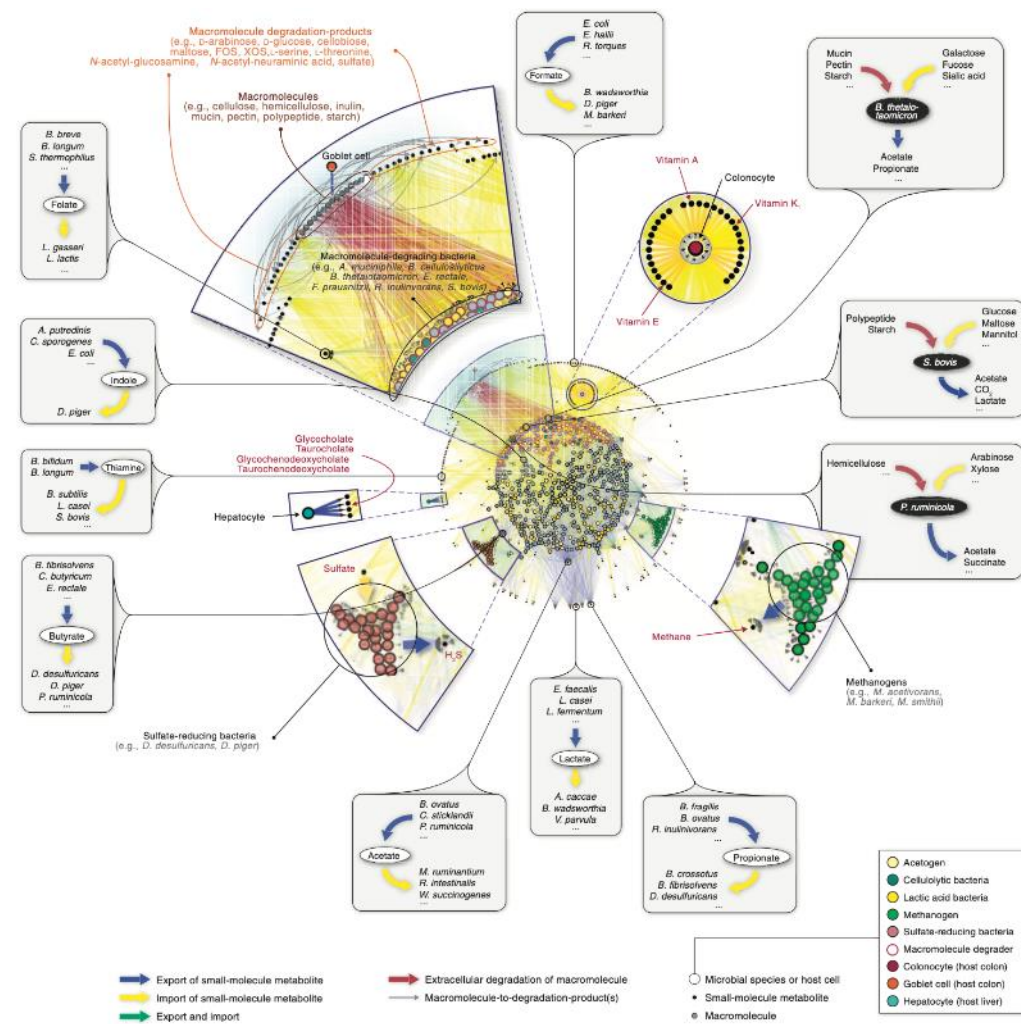 Macromolecule degradation-products
(e.g., D-arabinose, D-glucose, cellobiose,
maltose, FOS, XOS, L-serine, L-threonine,
N-acetyl-glucosamine, N-acetyl-neuraminic acid, sulfate)
Macromolecules
(e.g., cellulose, hemicellulose, inulin,
mucin, pectin, polypeptide, starch)
Goblet cell
Macromolecule-degrading bacteria
(e.g., A. muciniphila, B. cellulosilyticus
B. thetaiotaomicron, E. rectale,
F. prausnitzii, R. inulinivorans, S. bovis)
E. coli
E. hallii
R. torques
...
Formate
B. wadsworthia
D. piger
M. barkeri
...
Mucin
Pectin
Starch
...
Galactose
Fucose
Sialic acid
...
B. thetaio-
taomicron
Acetate
Propionate
...
B. breve
B. longum
S. thermophilus
...
Folate
L. gasseri
L. lactis
...
Vitamin A
Colonocyte
Vitamin K,
Vitamin E
A. putredinis
C. sporogenes
E. coli
...
Indole
D. piger
Polypeptide
Starch
Glucose
Maltose
Mannitol
...
S. bovis
Acetate
CO2
Lactate
...
B. bifidum
B. longum
Thiamine
B. subtilis
L. casei
S. bovis
...
Glycocholate
Taurocholate
Glycochenodeoxycholate
Taurochenodeoxycholate
Hepatocyte
Hemicellulose
Arabinose
Xylose
...
P. ruminicola
Acetate
Succinate
...
B. fibrisolvens
C. butyricum
E. rectale
...
Butyrate
D. desulfuricans
D. piger
P. ruminicola
...
Sulfate
H2S
Sulfate-reducing bacteria
(e.g., D. desulfuricans, D. piger)
Methane
Methanogens
(e.g., M. acetivorans,
M. barkeri, M. smithii)
E. faecalis
L. casei
L. fermentum
...
Lactate
A. caccae
B. wadsworthia
V. parvula
...
B. ovatus
C. sticklandii
P. ruminicola
...
Acetate
M. ruminantium
R. intestinalis
W. succinogenes
...
B. fragilis
B. ovatus
R. inulinivorans
...
Propionate
B. crossotus
B. fibrisolvens
D. desulfuricans
...
Acetogen
Cellulolytic bacteria
Lactic acid bacteria
Methanogen
Sulfate-reducing bacteria
Macromolecule degrader
Colonocyte (host colon)
Goblet cell (host colon)
Hepatocyte (host liver)
Export of small-molecule metabolite
Import of small-molecule metabolite
Export and import
Extracellular degradation of macromolecule
Macromolecule-to-degradation-product(s)
Microbial species or host cell
Small-molecule metabolite
Macromolecule